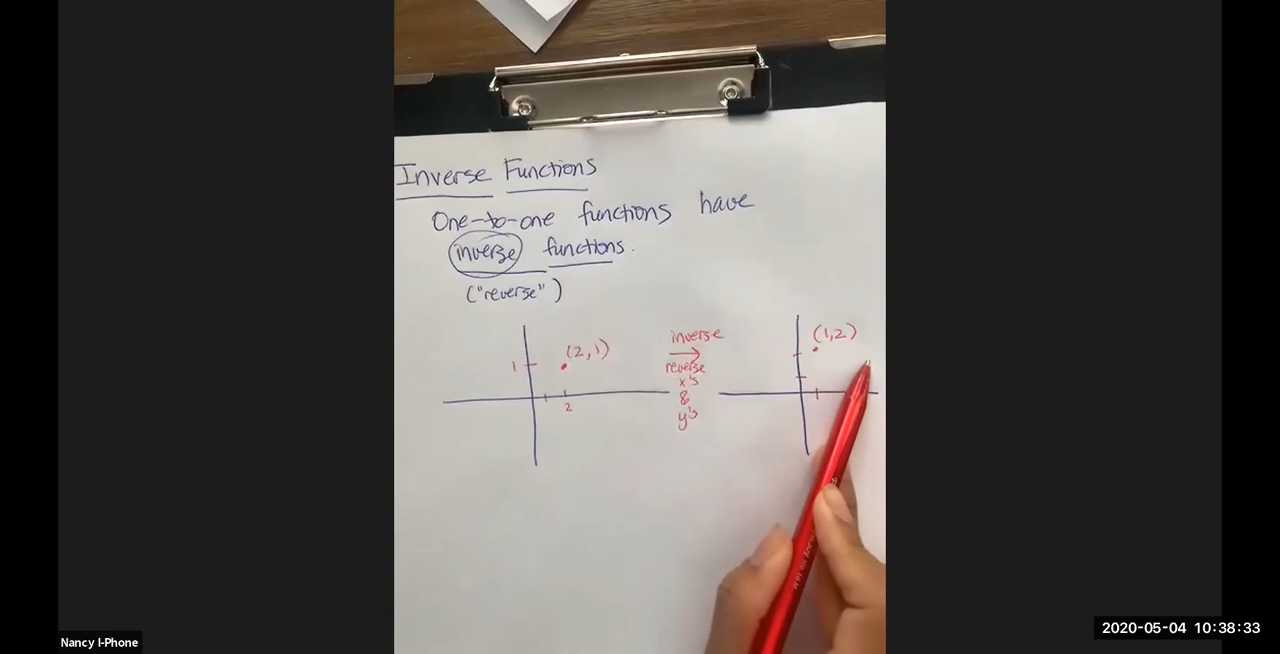 Inverse Functions
One-to-one functions have
inverse functions.
("reverse")
(2,1)
1
2
inverse
reverse
x's
&
y's
(1,2)
1
Nancy I-Phone
2020-05-04 10:38:33